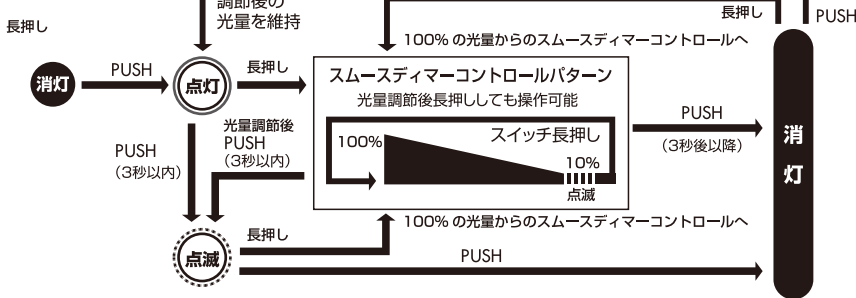 調節後の
光量を維持
長押し
長押し
PUSH
100%の光量からのスムースディマーコントロールへ
消灯
PUSH
点灯
長押し
スムースディマーコントロールパターン
光量調節後長押ししても操作可能
100%
スイッチ長押し
10%
点滅
PUSH
(3秒後以降)
消灯
PUSH
(3秒以内)
光量調節後
PUSH
(3秒以内)
100%の光量からのスムースディマーコントロールへ
点滅
長押し
PUSH